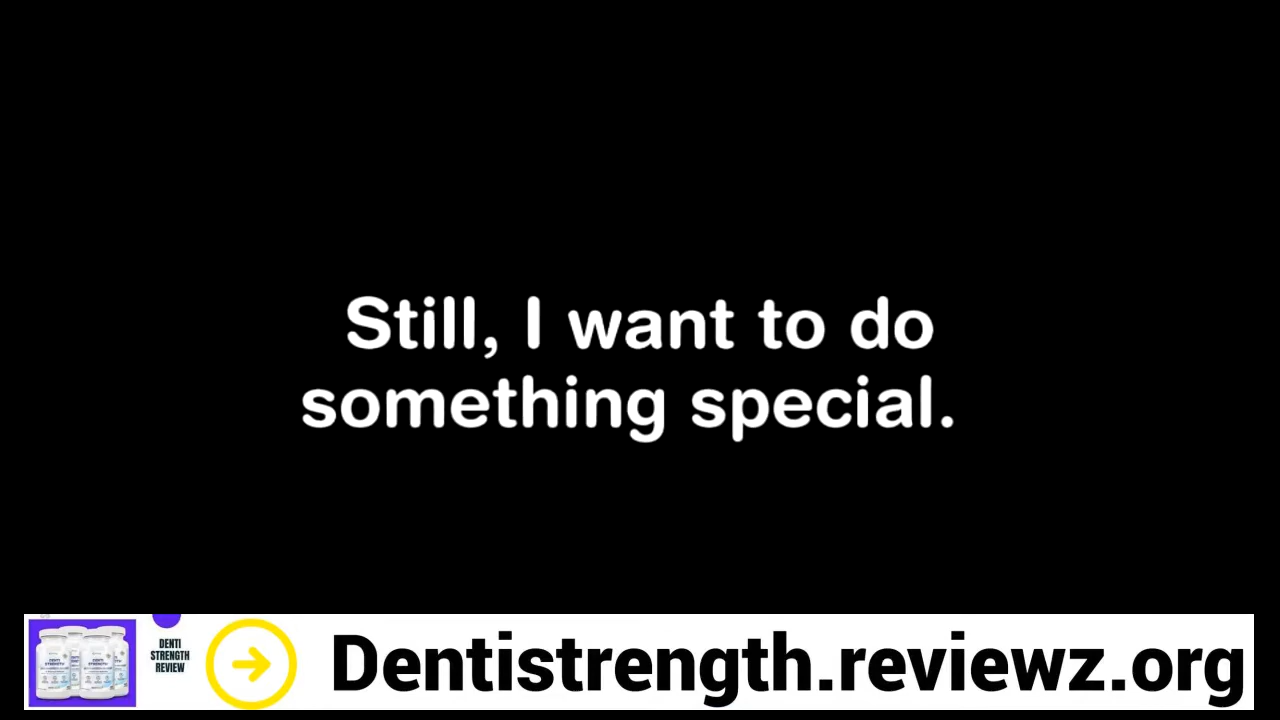 Still, I want to do
something special.
DENTI
STRENGTH
REVIEW
Dentistrength.reviewz.org